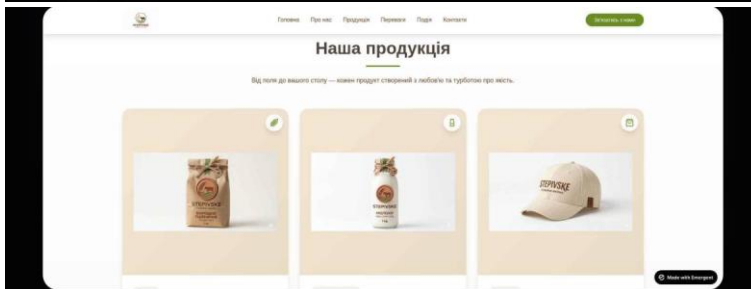 Головна Про нас Продукція Переваги Подія Контакти
Зв'язатись з нами
Наша продукція
Від поля до вашого столу — кожен продукт створений з любов'ю та турботою про якість.
STEPIVSKE
STEPIVSKE
STEPIVSKE
Made with Emergent